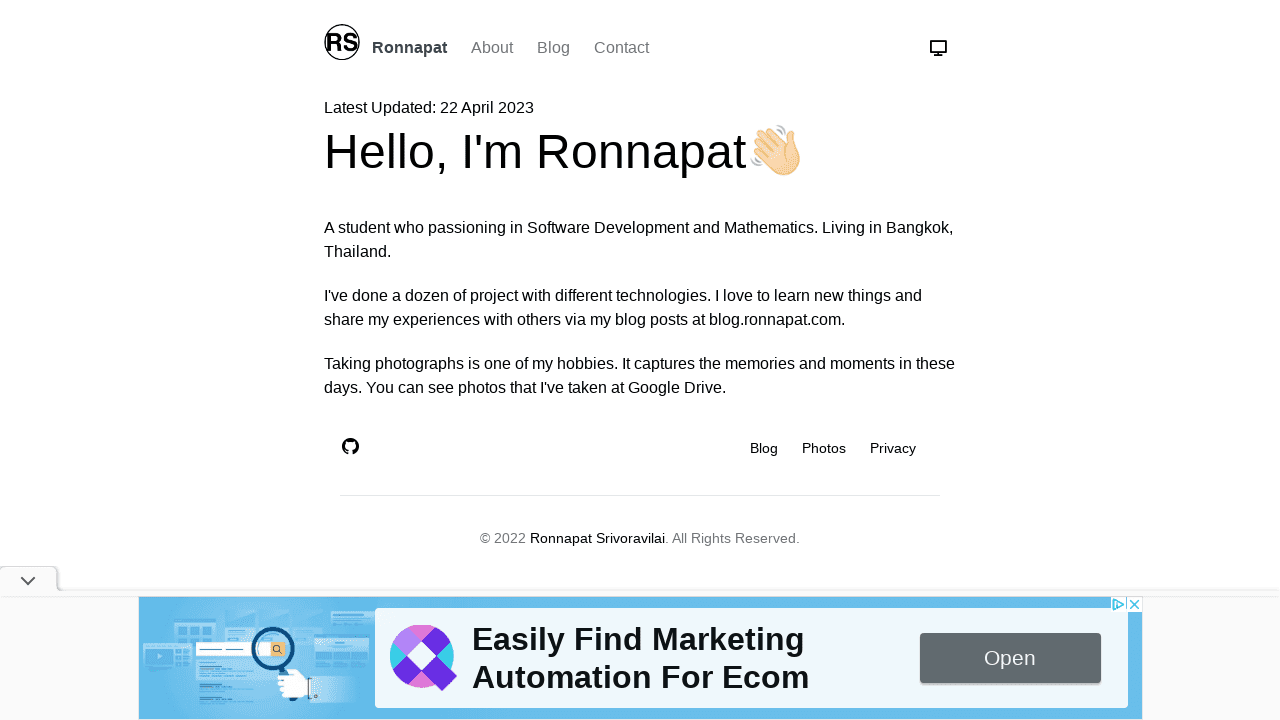 RS Ronnapat About Blog Contact
Latest Updated: 22 April 2023
Hello, I'm Ronnapat
A student who passioning in Software Development and Mathematics. Living in Bangkok,
Thailand.
I've done a dozen of project with different technologies. I love to learn new things and
share my experiences with others via my blog posts at blog.ronnapat.com.
Taking photographs is one of my hobbies. It captures the memories and moments in these
days. You can see photos that I've taken at Google Drive.
Blog Photos Privacy
© 2022 Ronnapat Srivoravilai. All Rights Reserved.
Easily Find Marketing
Automation For Ecom
Open